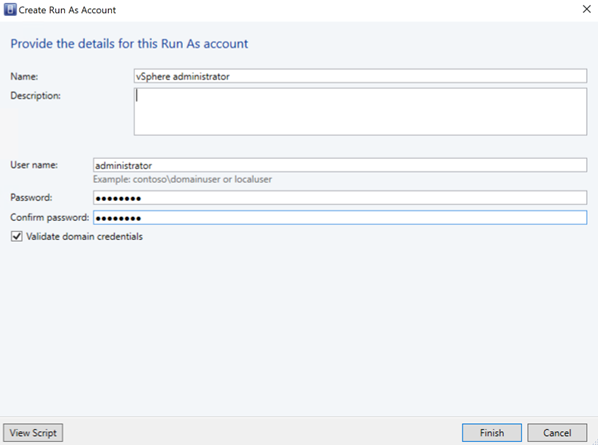 Create Run As Account
Provide the details for this Run As account
Name:
vSphere administrator
Description:
User name:
administrator
Example: contoso\domainuser or localuser
Password:
●●●●●●●●
Confirm password:
●●●●●●●●
Validate domain credentials
View Script
Finish
Cancel